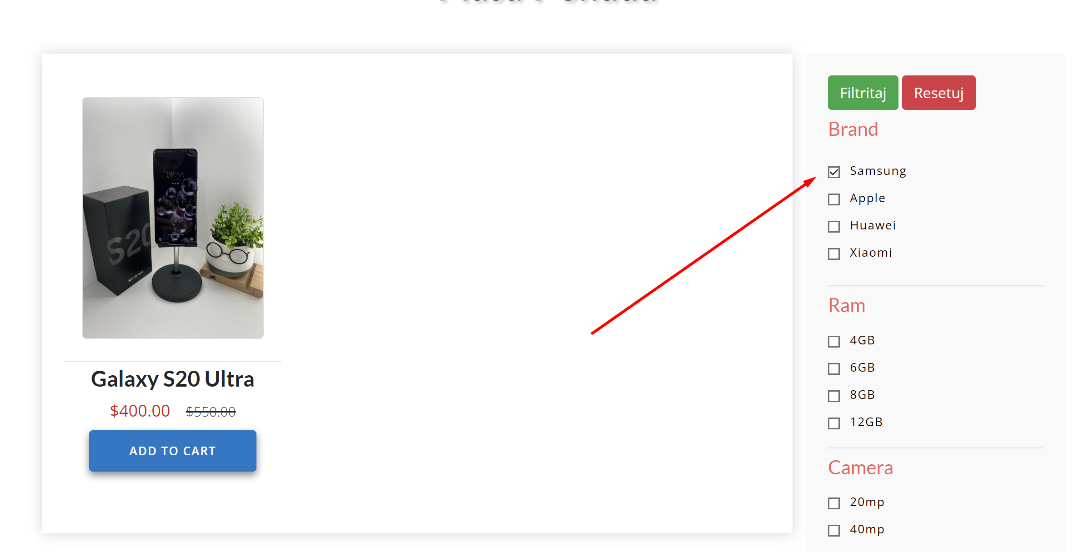 Galaxy S20 Ultra
$400.00 $550.00
ADD TO CART
S20
Filtritaj Resetuj
Brand
Samsung
Apple
Huawei
Xiaomi
Ram
4GB
6GB
8GB
12GB
Camera
20mp
40mp